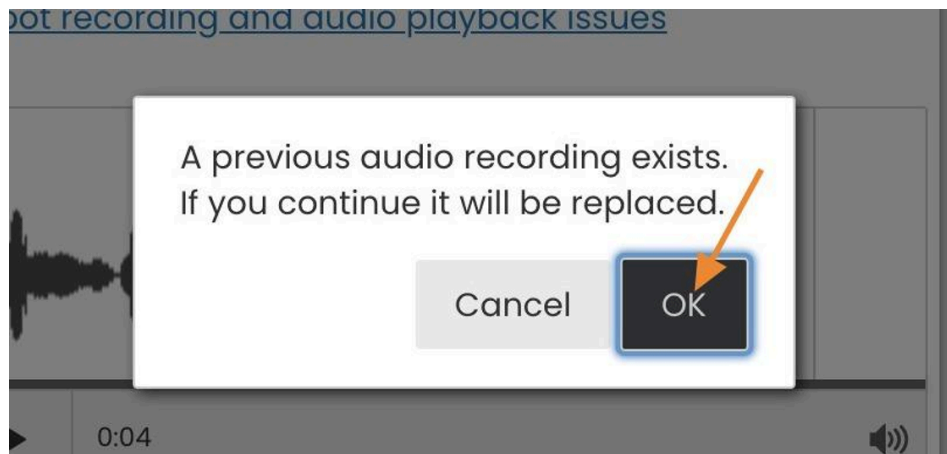 recording and audio playback issues
A previous audio recording exists.
If you continue it will be replaced.
Cancel OK
0:04